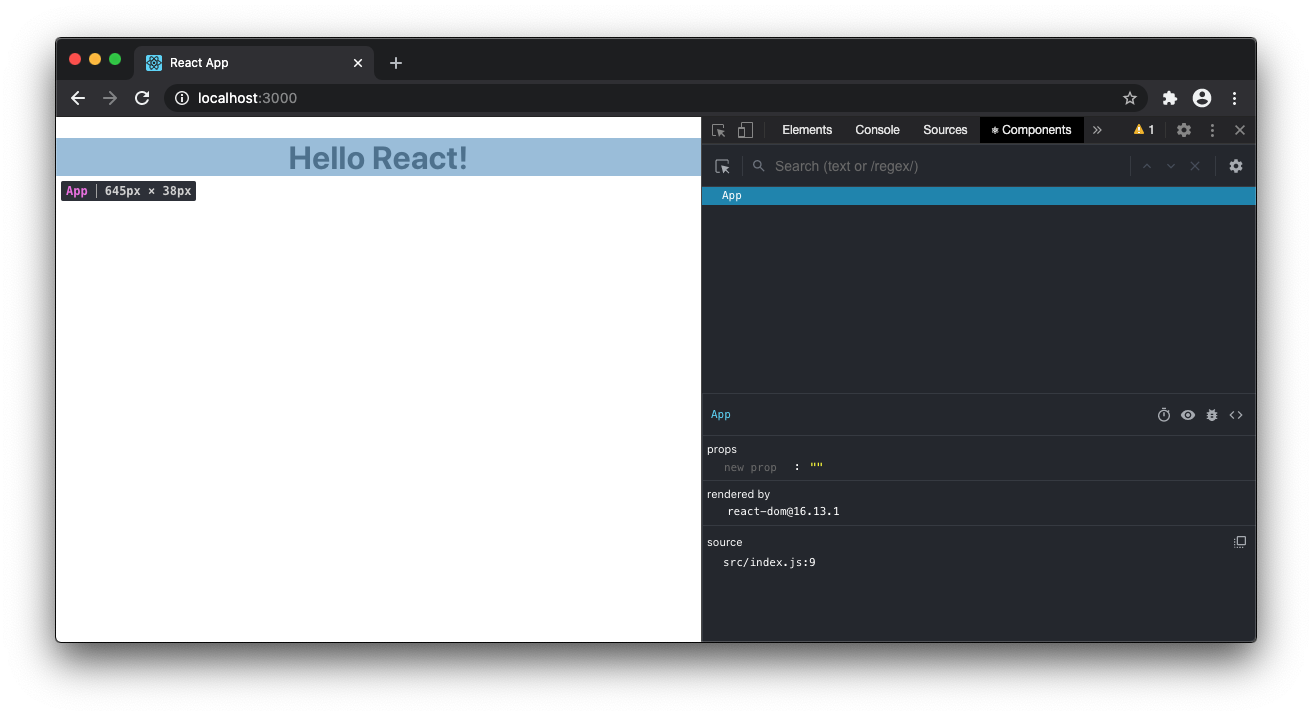 React App
localhost:3000
Elements Console Sources ⚛ Components » 1
Search (text or /regex/)
Hello React!
App | 645px × 38px
App
App
props
new prop : ""
rendered by
react-dom@16.13.1
source
src/index.js:9